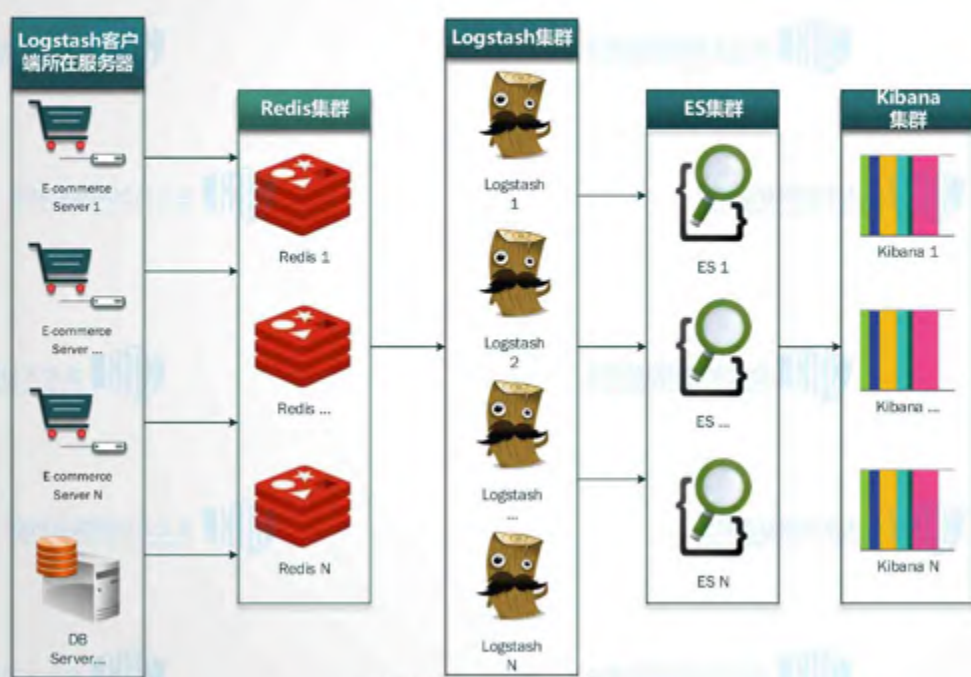 Logstash客户
端所在服务器
E-commerce
Server 1
E-commerce
Server ...
E-commerce
Server N
DB
Server...
Redis集群
Redis 1
Redis ...
Redis N
Logstash集群
Logstash
1
Logstash
2
Logstash
...
Logstash
N
ES集群
ES 1
ES ...
ES N
Kibana
集群
Kibana 1
Kibana ...
Kibana N